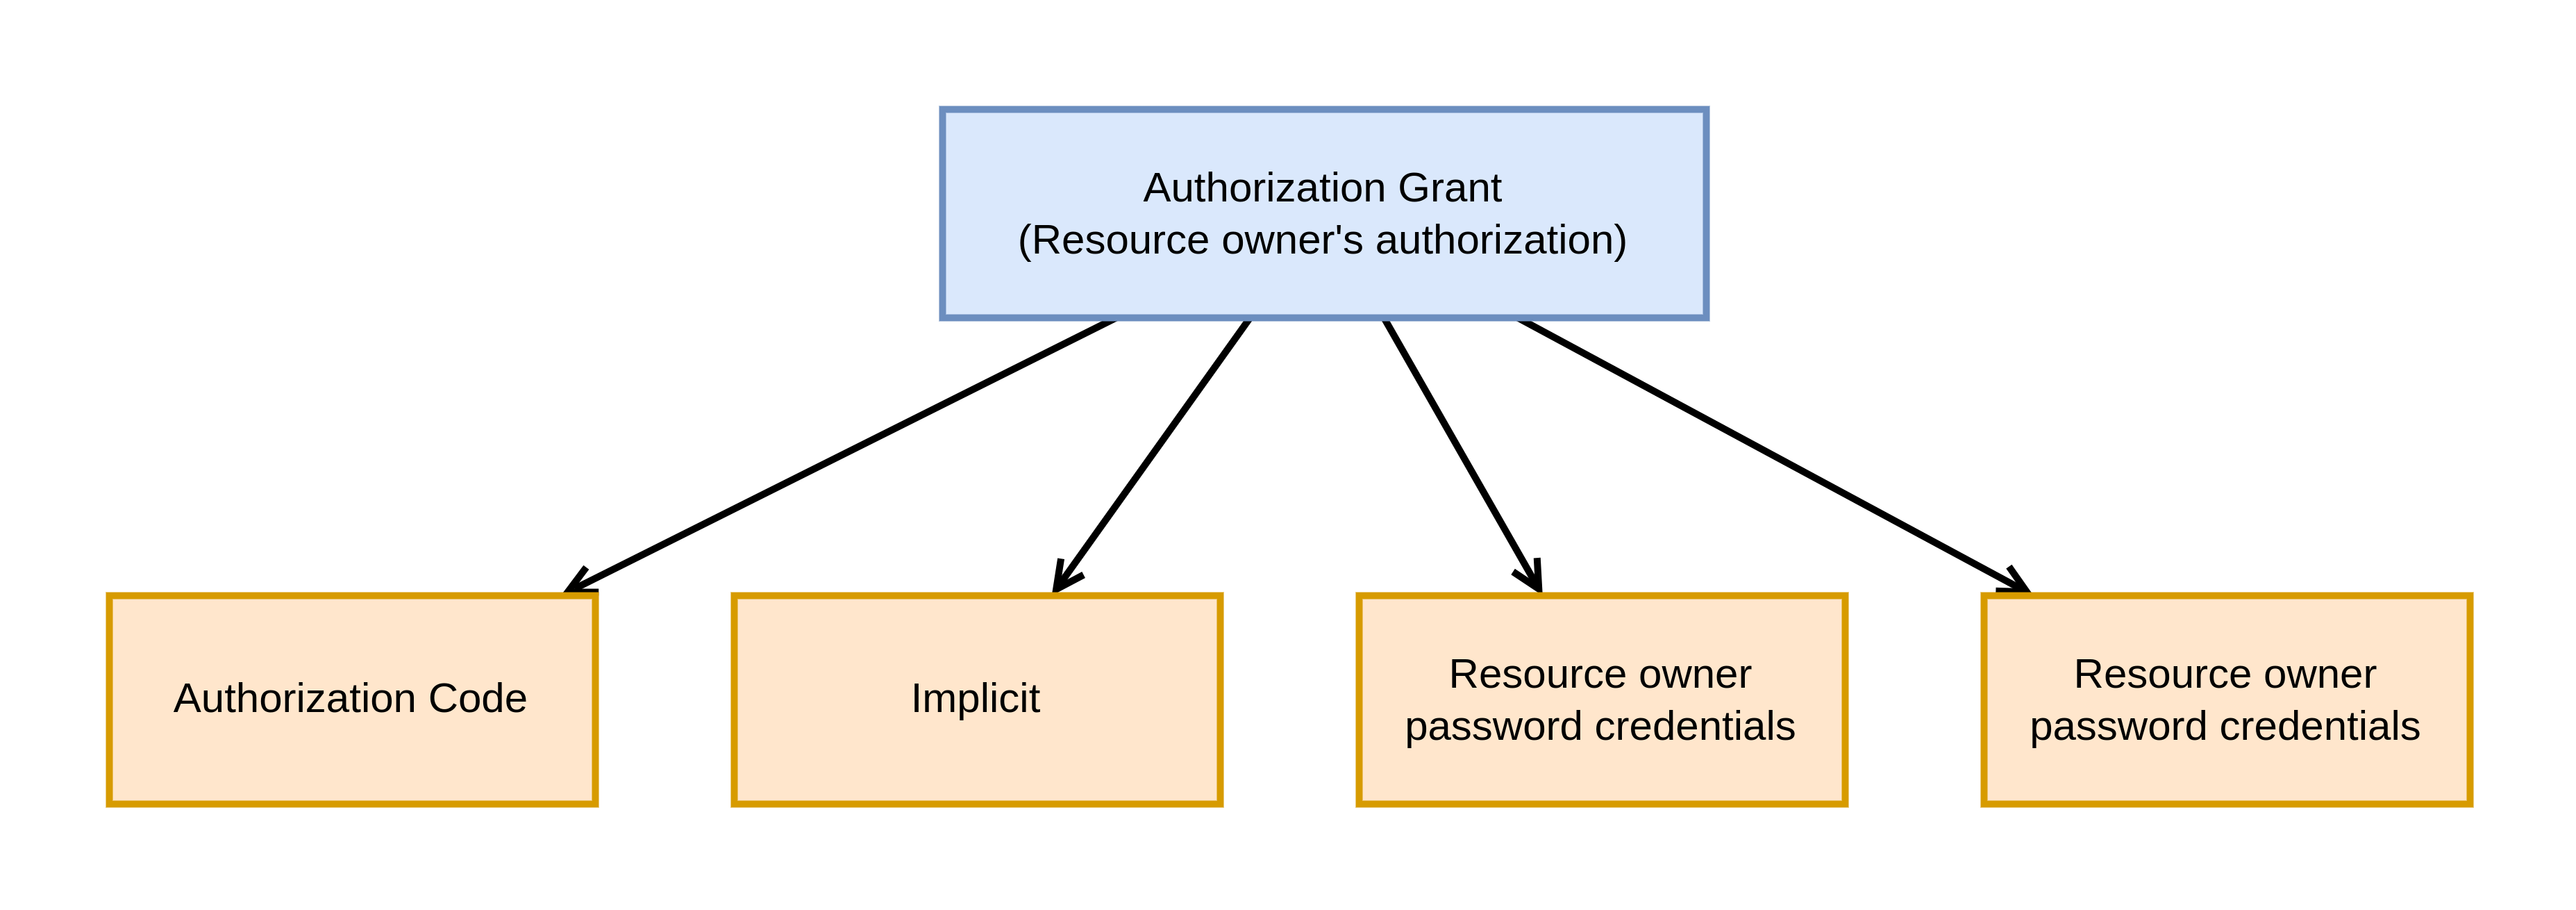 Authorization Grant
(Resource owner's authorization)
Authorization Code
Implicit
Resource owner
password credentials
Resource owner
password credentials